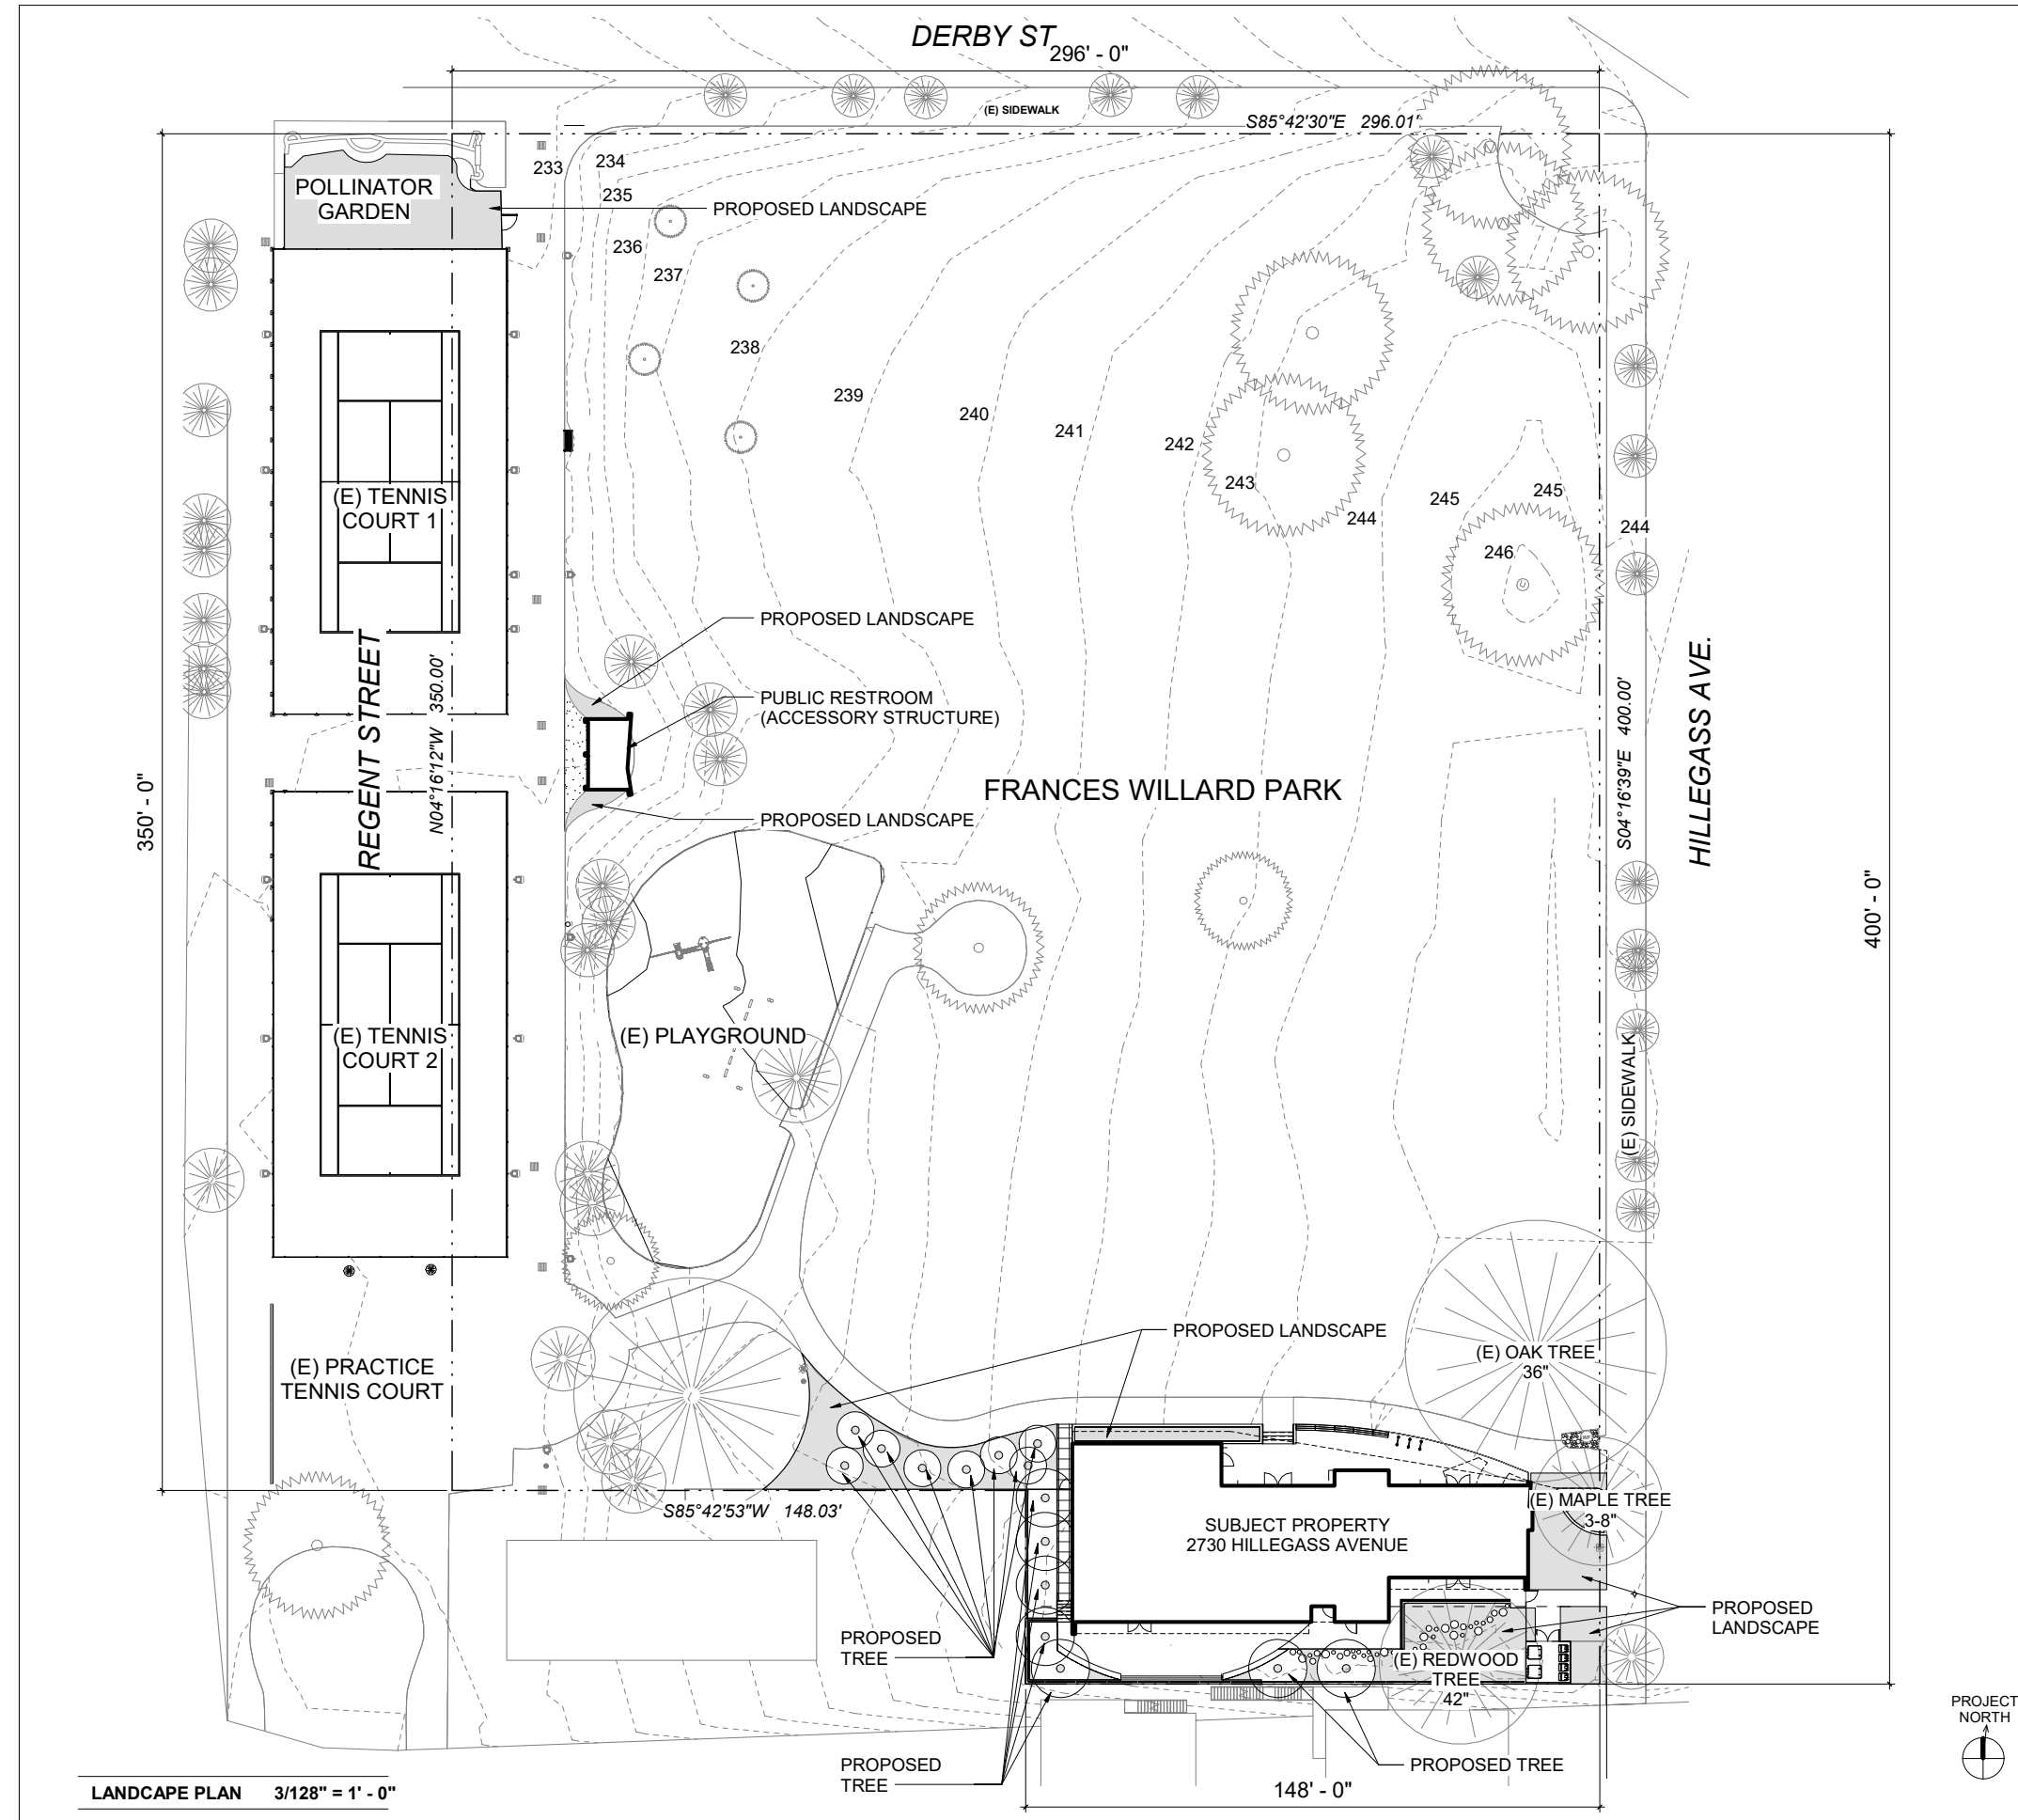 DERBY ST
296' - 0"
(E) SIDEWALK
S85°42'30"E 296.01'
233
234
235
POLLINATOR
GARDEN
PROPOSED LANDSCAPE
236
237
238
239
240
241
242
243
244
245
245
244
246
(E) TENNIS
COURT 1
PROPOSED LANDSCAPE
PUBLIC RESTROOM
(ACCESSORY STRUCTURE)
REGENT STREET
N04°16'12"W 350.00'
350' - 0"
FRANCES WILLARD PARK
S04°16'39"E 400.00'
HILLEGASS AVE.
PROPOSED LANDSCAPE
400' - 0"
(E) TENNIS
COURT 2
(E) PLAYGROUND
(E) SIDEWALK
PROPOSED LANDSCAPE
(E) OAK TREE
36"
(E) PRACTICE
TENNIS COURT
S85°42'53"W 148.03'
(E) MAPLE TREE
3-8"
SUBJECT PROPERTY
2730 HILLEGASS AVENUE
PROPOSED
LANDSCAPE
PROPOSED
TREE
(E) REDWOOD
TREE
42"
PROPOSED
TREE
PROPOSED TREE
148' - 0"
PROJECT
NORTH
LANDCAPE PLAN 3/128" = 1' - 0"